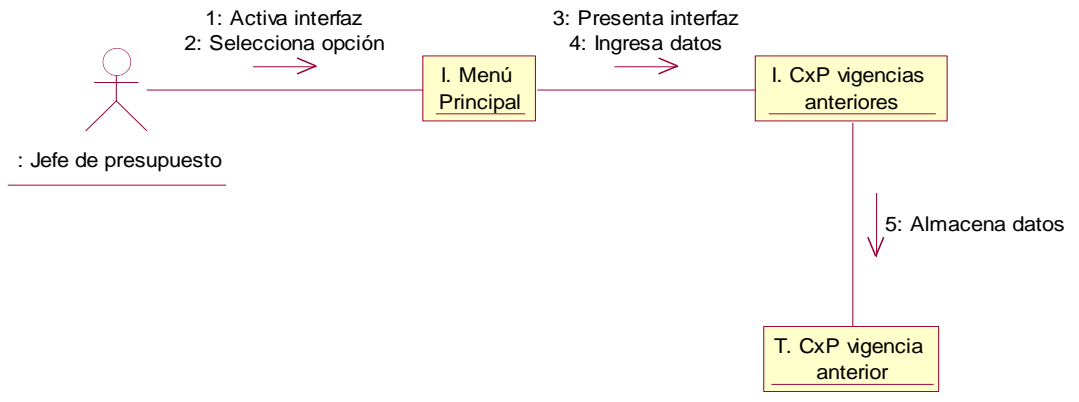 1: Activa interfaz
2: Selecciona opción
3: Presenta interfaz
4: Ingresa datos
I. Menú
Principal
I. CxP vigencias
anteriores
: Jefe de presupuesto
5: Almacena datos
T. CxP vigencia
anterior